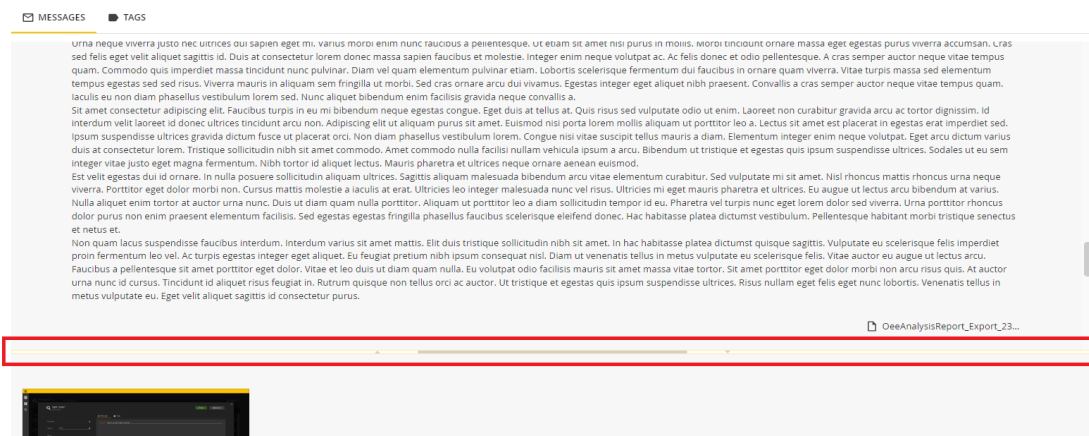 MESSAGES
TAGS
Urna neque viverra justo nec ultrices dui sapien eget mi. Varius morbi enim nunc faucibus a pellentesque. Ut etiam sit amet nisl purus in mollis. Morbi tincidunt ornare massa eget egestas purus viverra accumsan. Cras
sed felis eget velit aliquet sagittis id. Duis at consectetur lorem donec massa sapien faucibus et molestie. Integer enim neque volutpat ac. Ac felis donec et odio pellentesque. A cras semper auctor neque vitae tempus
quam. Commodo quis imperdiet massa tincidunt nunc pulvinar. Diam vel quam elementum pulvinar etiam. Lobortis scelerisque fermentum dui faucibus in ornare quam viverra. Vitae turpis massa sed elementum
tempus egestas sed sed risus. Viverra mauris in aliquam sem fringilla ut morbi. Sed cras ornare arcu dui vivamus. Egestas integer eget aliquet nibh praesent. Convallis a cras semper auctor neque vitae tempus quam.
Iaculis eu non diam phasellus vestibulum lorem sed. Nunc aliquet bibendum enim facilisis gravida neque convallis a.
Sit amet consectetur adipiscing elit. Faucibus turpis in eu mi bibendum neque egestas congue. Eget duis at tellus at. Quis risus sed vulputate odio ut enim. Laoreet non curabitur gravida arcu ac tortor dignissim. Id
interdum velit laoreet id donec ultrices tincidunt arcu non. Adipiscing elit ut aliquam purus sit amet. Euismod nisi porta lorem mollis aliquam ut porttitor leo a. Lectus sit amet est placerat in egestas erat imperdiet sed.
Ipsum suspendisse ultrices gravida dictum fusce ut placerat orci. Non diam phasellus vestibulum lorem. Congue nisi vitae suscipit tellus mauris a diam. Elementum integer enim neque volutpat. Eget arcu dictum varius
duis at consectetur lorem. Tristique sollicitudin nibh sit amet commodo. Amet commodo nulla facilisi nullam vehicula ipsum a arcu. Bibendum ut tristique et egestas quis ipsum suspendisse ultrices. Sodales ut eu sem
integer vitae justo eget magna fermentum. Nibh tortor id aliquet lectus. Mauris pharetra et ultrices neque ornare aenean euismod.
Est velit egestas dui id ornare. In nulla posuere sollicitudin aliquam ultrices. Sagittis aliquam malesuada bibendum arcu vitae elementum curabitur. Sed vulputate mi sit amet. Nisl rhoncus mattis rhoncus urna neque
viverra. Porttitor eget dolor morbi non. Cursus mattis molestie a iaculis at erat. Ultricies leo integer malesuada nunc vel risus. Ultricies mi eget mauris pharetra et ultrices. Eu augue ut lectus arcu bibendum at varius.
Nulla aliquet enim tortor at auctor urna nunc. Duis ut diam quam nulla porttitor. Aliquam ut porttitor leo a diam sollicitudin tempor id eu. Pharetra vel turpis nunc eget lorem dolor sed viverra. Urna porttitor rhoncus
dolor purus non enim praesent elementum facilisis. Sed egestas egestas fringilla phasellus faucibus scelerisque eleifend donec. Hac habitasse platea dictumst vestibulum. Pellentesque habitant morbi tristique senectus
et netus et.
Non quam lacus suspendisse faucibus interdum. Interdum varius sit amet mattis. Elit duis tristique sollicitudin nibh sit amet. In hac habitasse platea dictumst quisque sagittis. Vulputate eu scelerisque felis imperdiet
proin fermentum leo vel. Ac turpis egestas integer eget aliquet. Eu feugiat pretium nibh ipsum consequat nisl. Diam ut venenatis tellus in metus vulputate eu scelerisque felis. Vitae auctor eu augue ut lectus arcu.
Faucibus a pellentesque sit amet porttitor eget dolor. Vitae et leo duis ut diam quam nulla. Eu volutpat odio facilisis mauris sit amet massa vitae tortor. Sit amet porttitor eget dolor morbi non arcu risus quis. At auctor
urna nunc id cursus. Tincidunt id aliquet risus feugiat in. Rutrum quisque non tellus orci ac auctor. Ut tristique et egestas quis ipsum suspendisse ultrices. Risus nullam eget felis eget nunc lobortis. Venenatis tellus in
metus vulputate eu. Eget velit aliquet sagittis id consectetur purus.
OeeAnalysisReport_Export_23...